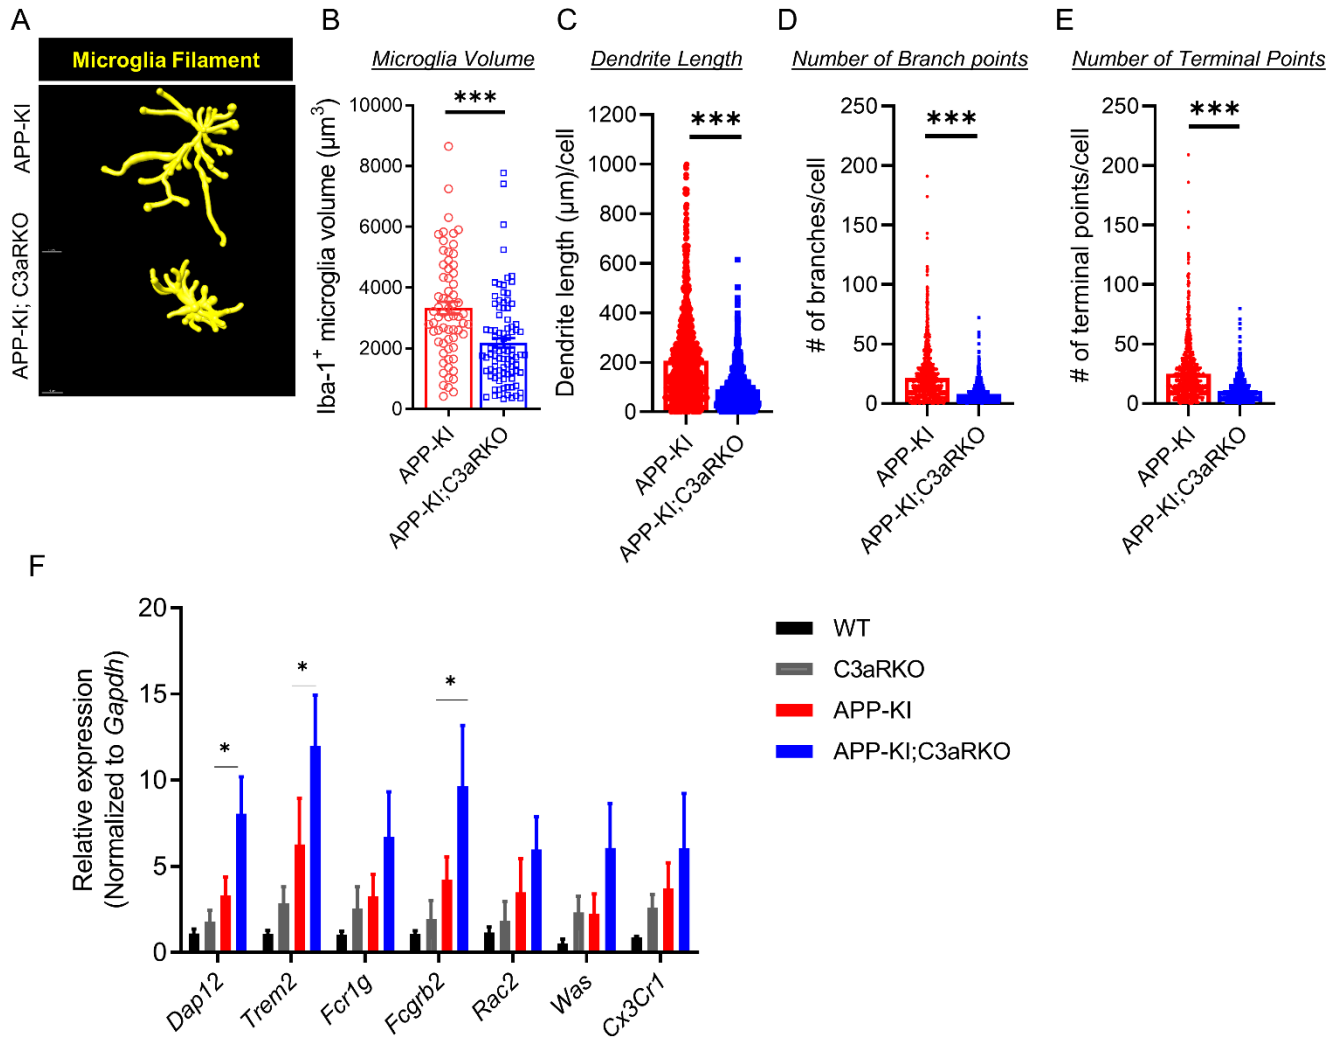 A
Microglia Filament
APP-KI
APP-KI; C3aRKO
B
Microglia Volume
***
Iba-1+ microglia volume (µm3)
10000
8000
6000
4000
2000
0
APP-KI
APP-KI;C3aRKO
C
Dendrite Length
***
Dendrite length (µm)/cell
1200
1000
800
600
400
200
0
APP-KI
APP-KI;C3aRKO
D
Number of Branch points
***
# of branches/cell
250
200
150
100
50
0
APP-KI
APP-KI;C3aRKO
E
Number of Terminal Points
***
# of terminal points/cell
250
200
150
100
50
0
APP-KI
APP-KI;C3aRKO
F
Relative expression
(Normalized to Gapdh)
20
15
10
5
0
*
*
*
Dap12
Trem2
Fcr1g
Fcgrb2
Rac2
Was
Cx3Cr1
WT
C3aRKO
APP-KI
APP-KI;C3aRKO